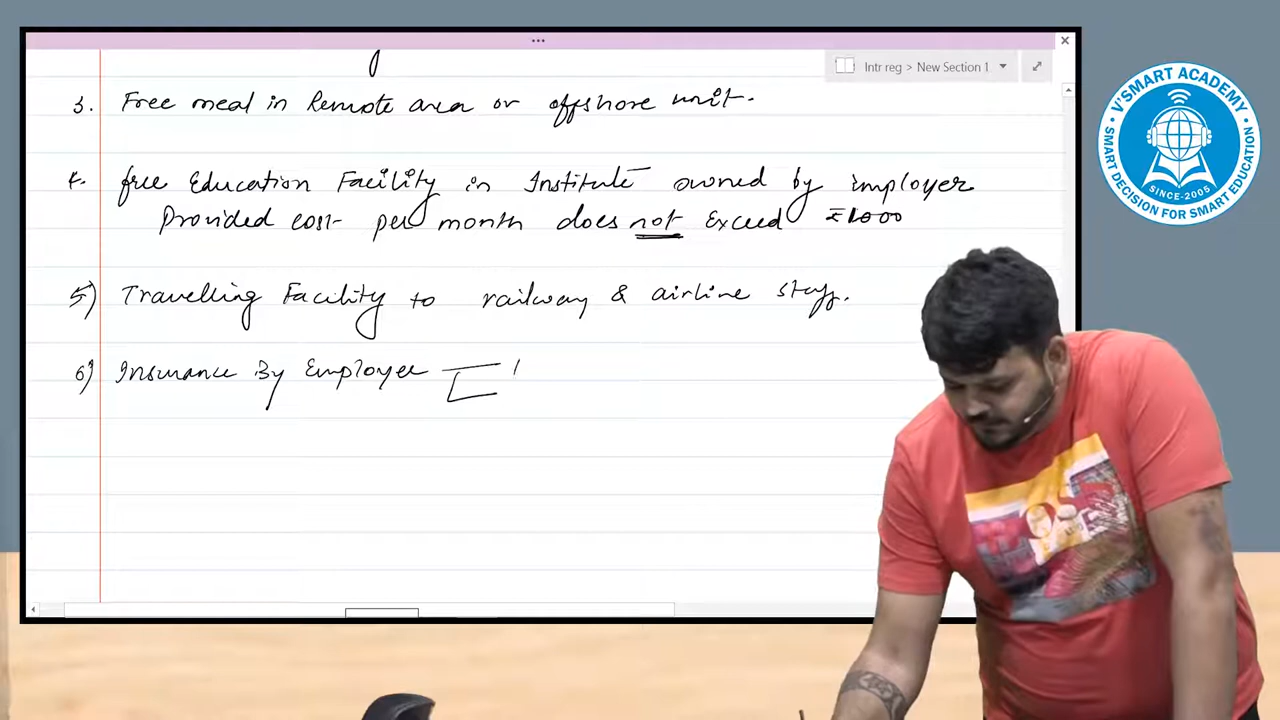 Intr reg > New Section 1
3. Free meal in Remote area or offshore unit.
4. free Education Facility in Institute owned by employer
Provided cost per month does not Exceed ₹1000
5) Travelling Facility to railway & airline staff.
6) Insurance By Employer
V'SMART ACADEMY
SINCE-2005
SMART DECISION FOR SMART EDUCATION